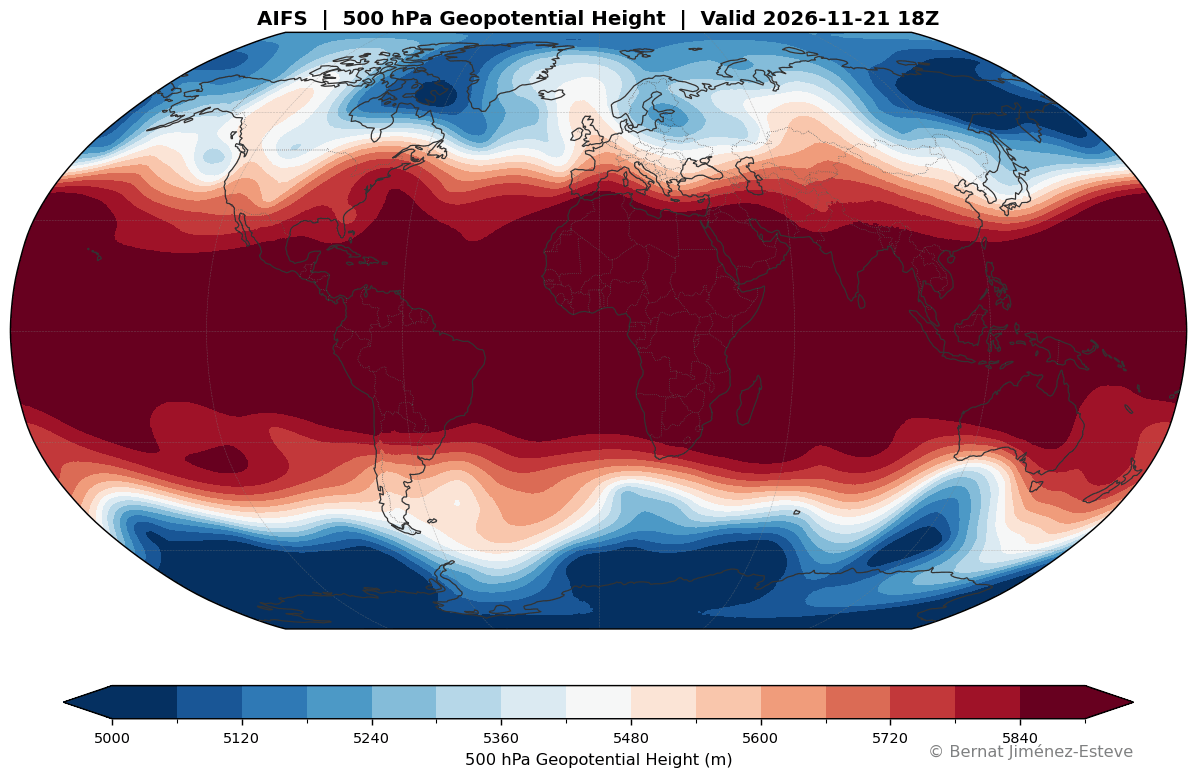 AIFS | 500 hPa Geopotential Height | Valid 2026-11-21 18Z
5000 5120 5240 5360 5480 5600 5720 5840
500 hPa Geopotential Height (m)
© Bernat Jiménez-Esteve